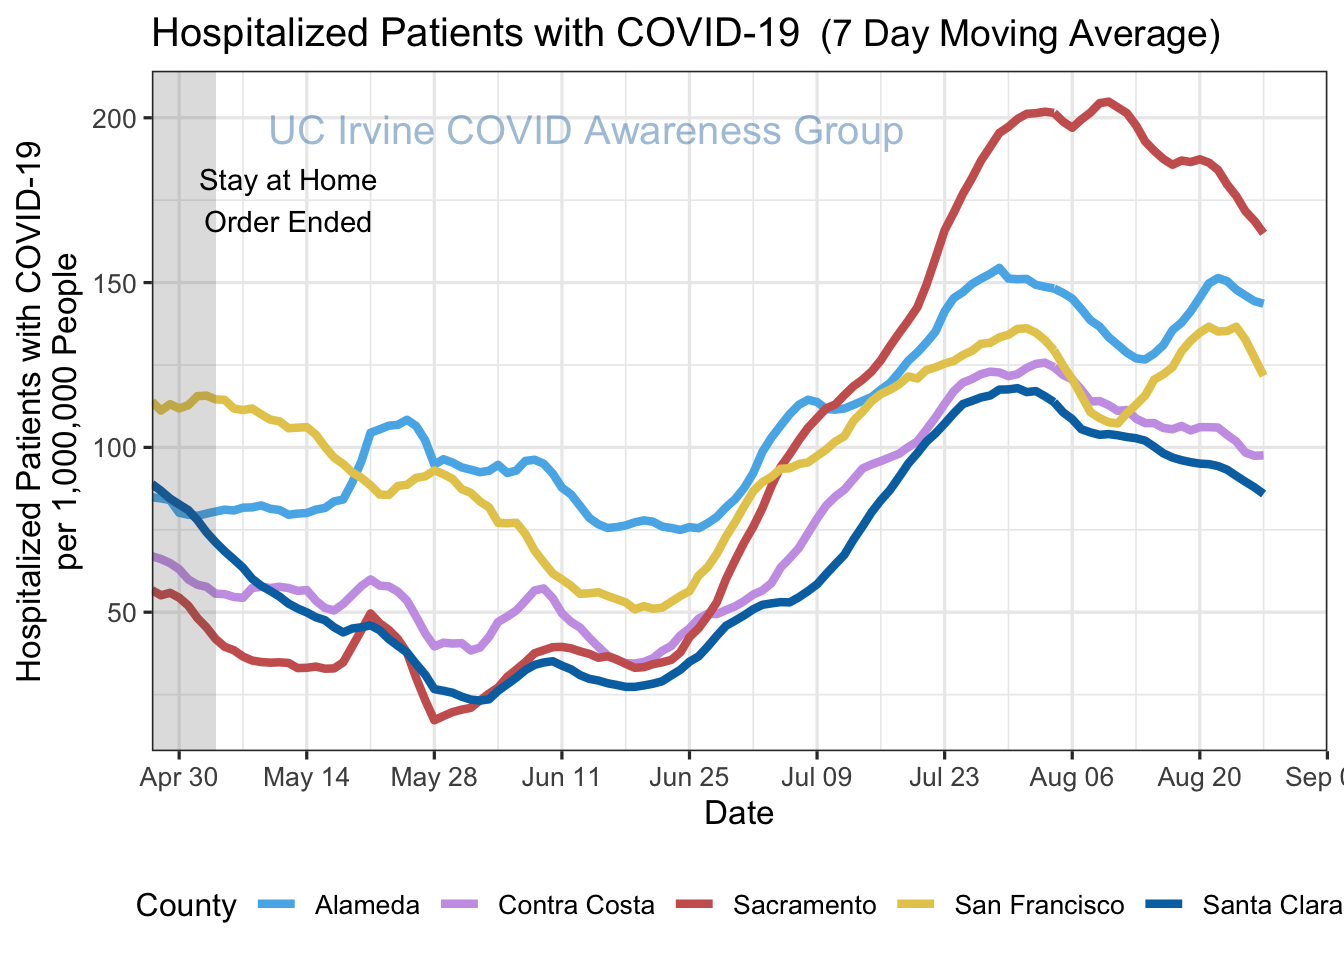 Hospitalized Patients with COVID-19  (7 Day Moving Average)
Hospitalized Patients with COVID-19
per 1,000,000 People
200
150
100
50
UC Irvine COVID Awareness Group
Stay at Home
Order Ended
Apr 30 May 14 May 28 Jun 11 Jun 25 Jul 09 Jul 23 Aug 06 Aug 20 Sep
Date
County Alameda Contra Costa Sacramento San Francisco Santa Clara